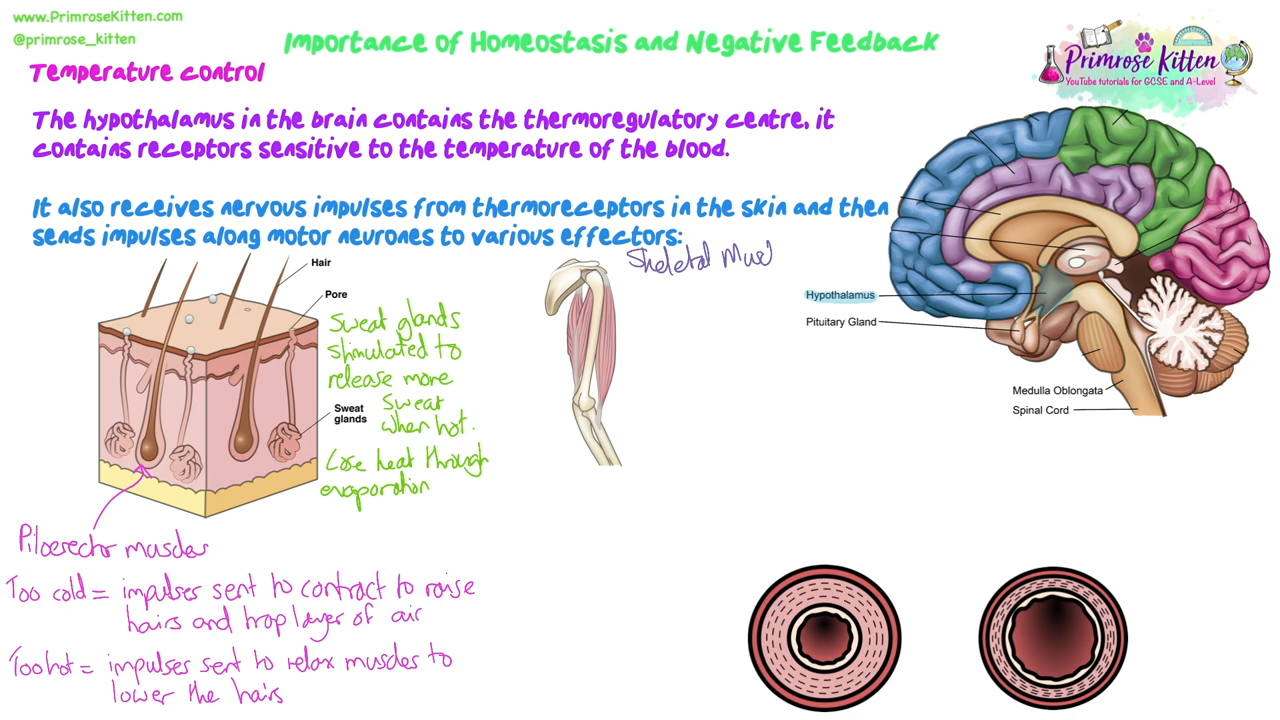 www.PrimroseKitten.com
@primrose_kitten
Importance of Homeostasis and Negative Feedback
Primrose Kitten
YouTube tutorials for GCSE and A-Level
Temperature control
The hypothalamus in the brain contains the thermoregulatory centre, it
contains receptors sensitive to the temperature of the blood.
It also receives nervous impulses from thermoreceptors in the skin and then
sends impulses along motor neurones to various effectors:
Skeletal Musc
Hair
Pore
Sweat glands
stimulated to
release more
sweat
when hot.
Sweat
glands
Lose heat through
evaporation
Hypothalamus
Pituitary Gland
Medulla Oblongata
Spinal Cord
Piloerector muscles
Too cold = impulses sent to contract to raise
hairs and trap layer of air
Too hot = impulses sent to relax muscles to
lower the hairs